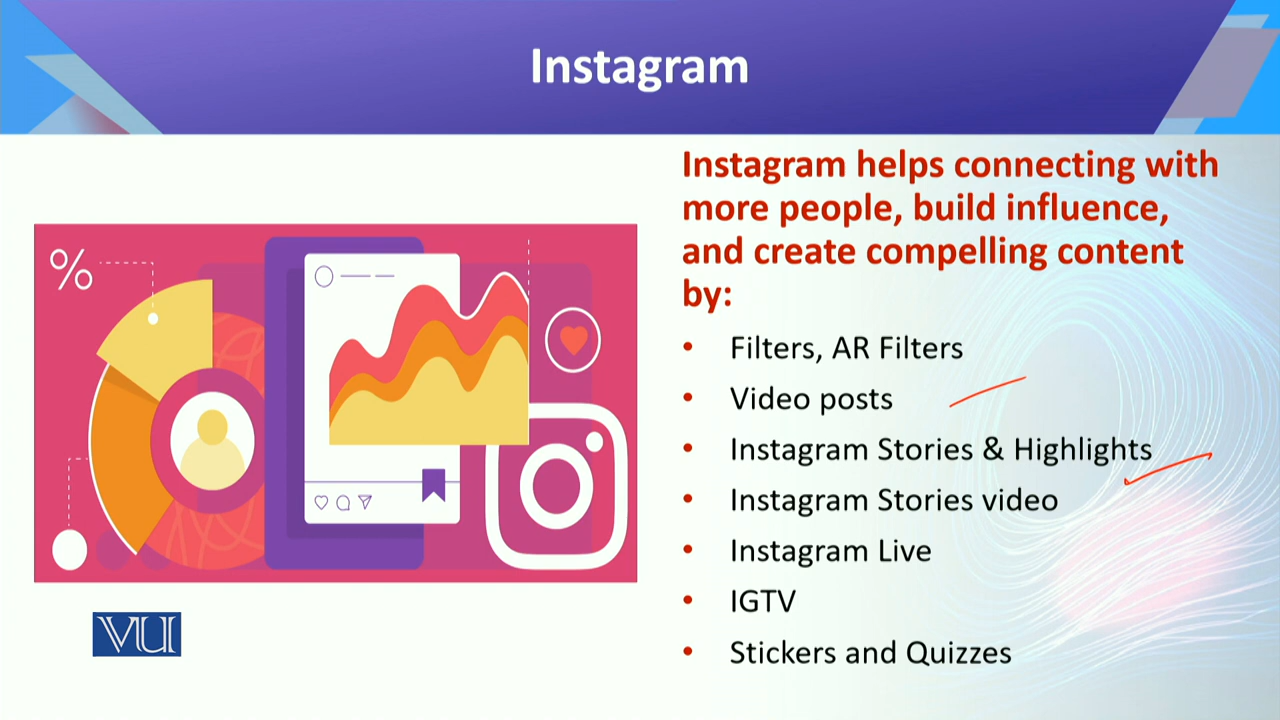 Instagram
Instagram helps connecting with
more people, build influence,
and create compelling content
by:
• Filters, AR Filters
• Video posts
• Instagram Stories & Highlights
• Instagram Stories video
• Instagram Live
• IGTV
• Stickers and Quizzes
%
VU